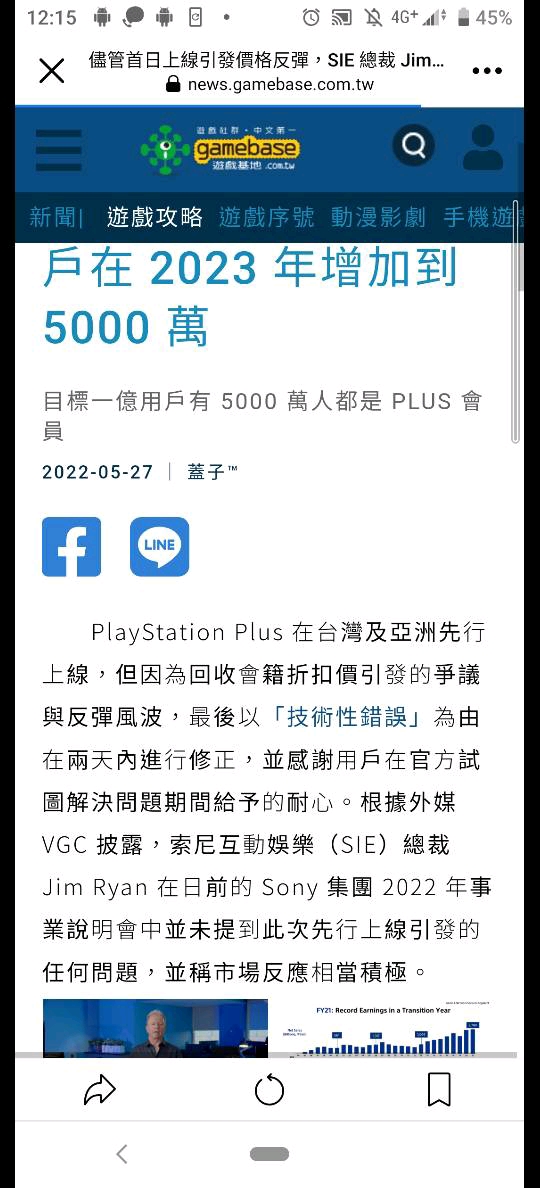 12:15
4G+
45%
儘管首日上線引發價格反彈，SIE 總裁 Jim...
news.gamebase.com.tw
遊戲社群・中文第一
gamebase
遊戲基地 .com.tw
新聞| 遊戲攻略 遊戲序號 動漫影劇 手機遊戲
戶在 2023 年增加到
5000 萬
目標一億用戶有 5000 萬人都是 PLUS 會
員
2022-05-27 | 蓋子™
LINE
PlayStation Plus 在台灣及亞洲先行
上線，但因為回收會籍折扣價引發的爭議
與反彈風波，最後以「技術性錯誤」為由
在兩天內進行修正，並感謝用戶在官方試
圖解決問題期間給予的耐心。根據外媒
VGC 披露，索尼互動娛樂（SIE）總裁
Jim Ryan 在日前的 Sony 集團 2022 年事
業說明會中並未提到此次先行上線引發的
任何問題，並稱市場反應相當積極。
FY21: Record Earnings in a Transition Year